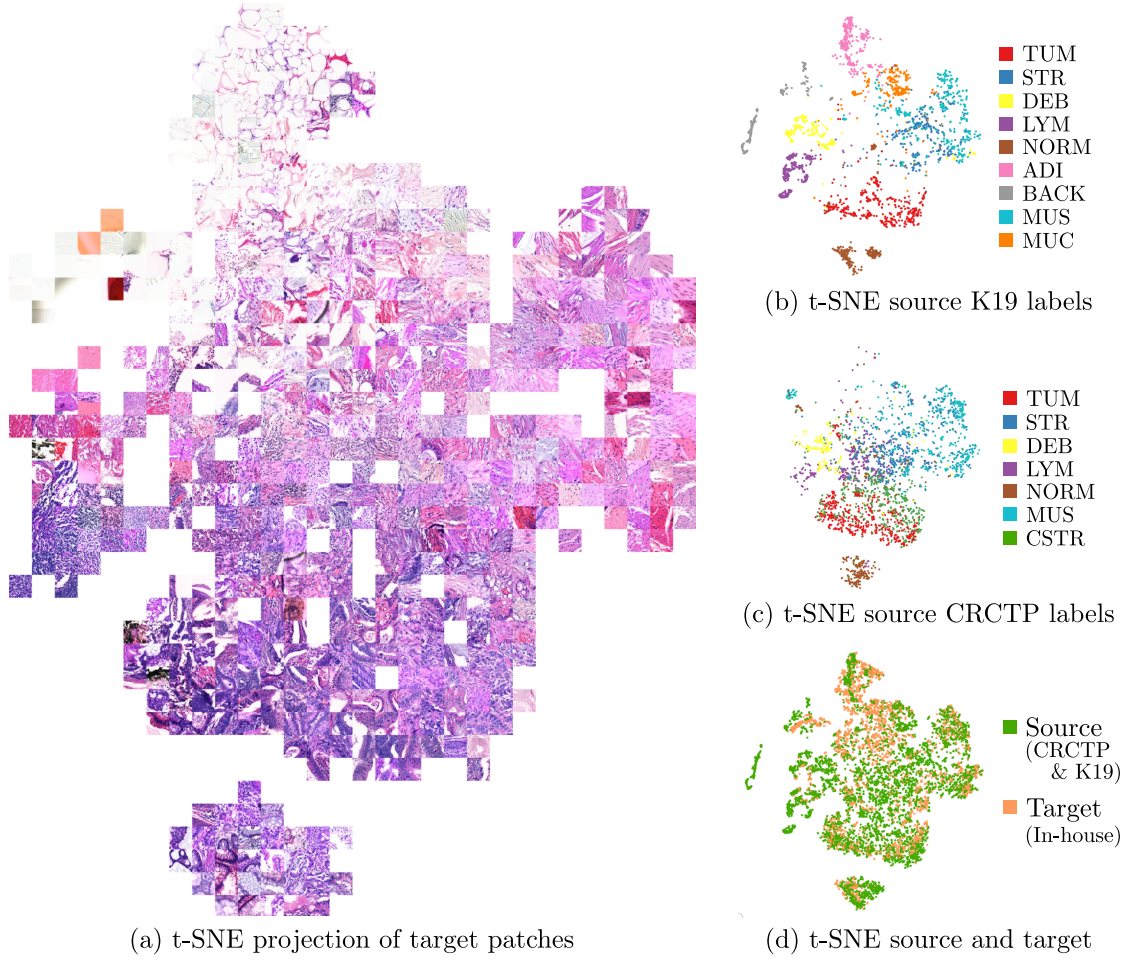 TUM
STR
DEB
LYM
NORM
ADI
BACK
MUS
MUC
(b) t-SNE source K19 labels
TUM
STR
DEB
LYM
NORM
MUS
CSTR
(c) t-SNE source CRCTP labels
Source
(CRCTP
& K19)
Target
(In-house)
(a) t-SNE projection of target patches
(d) t-SNE source and target